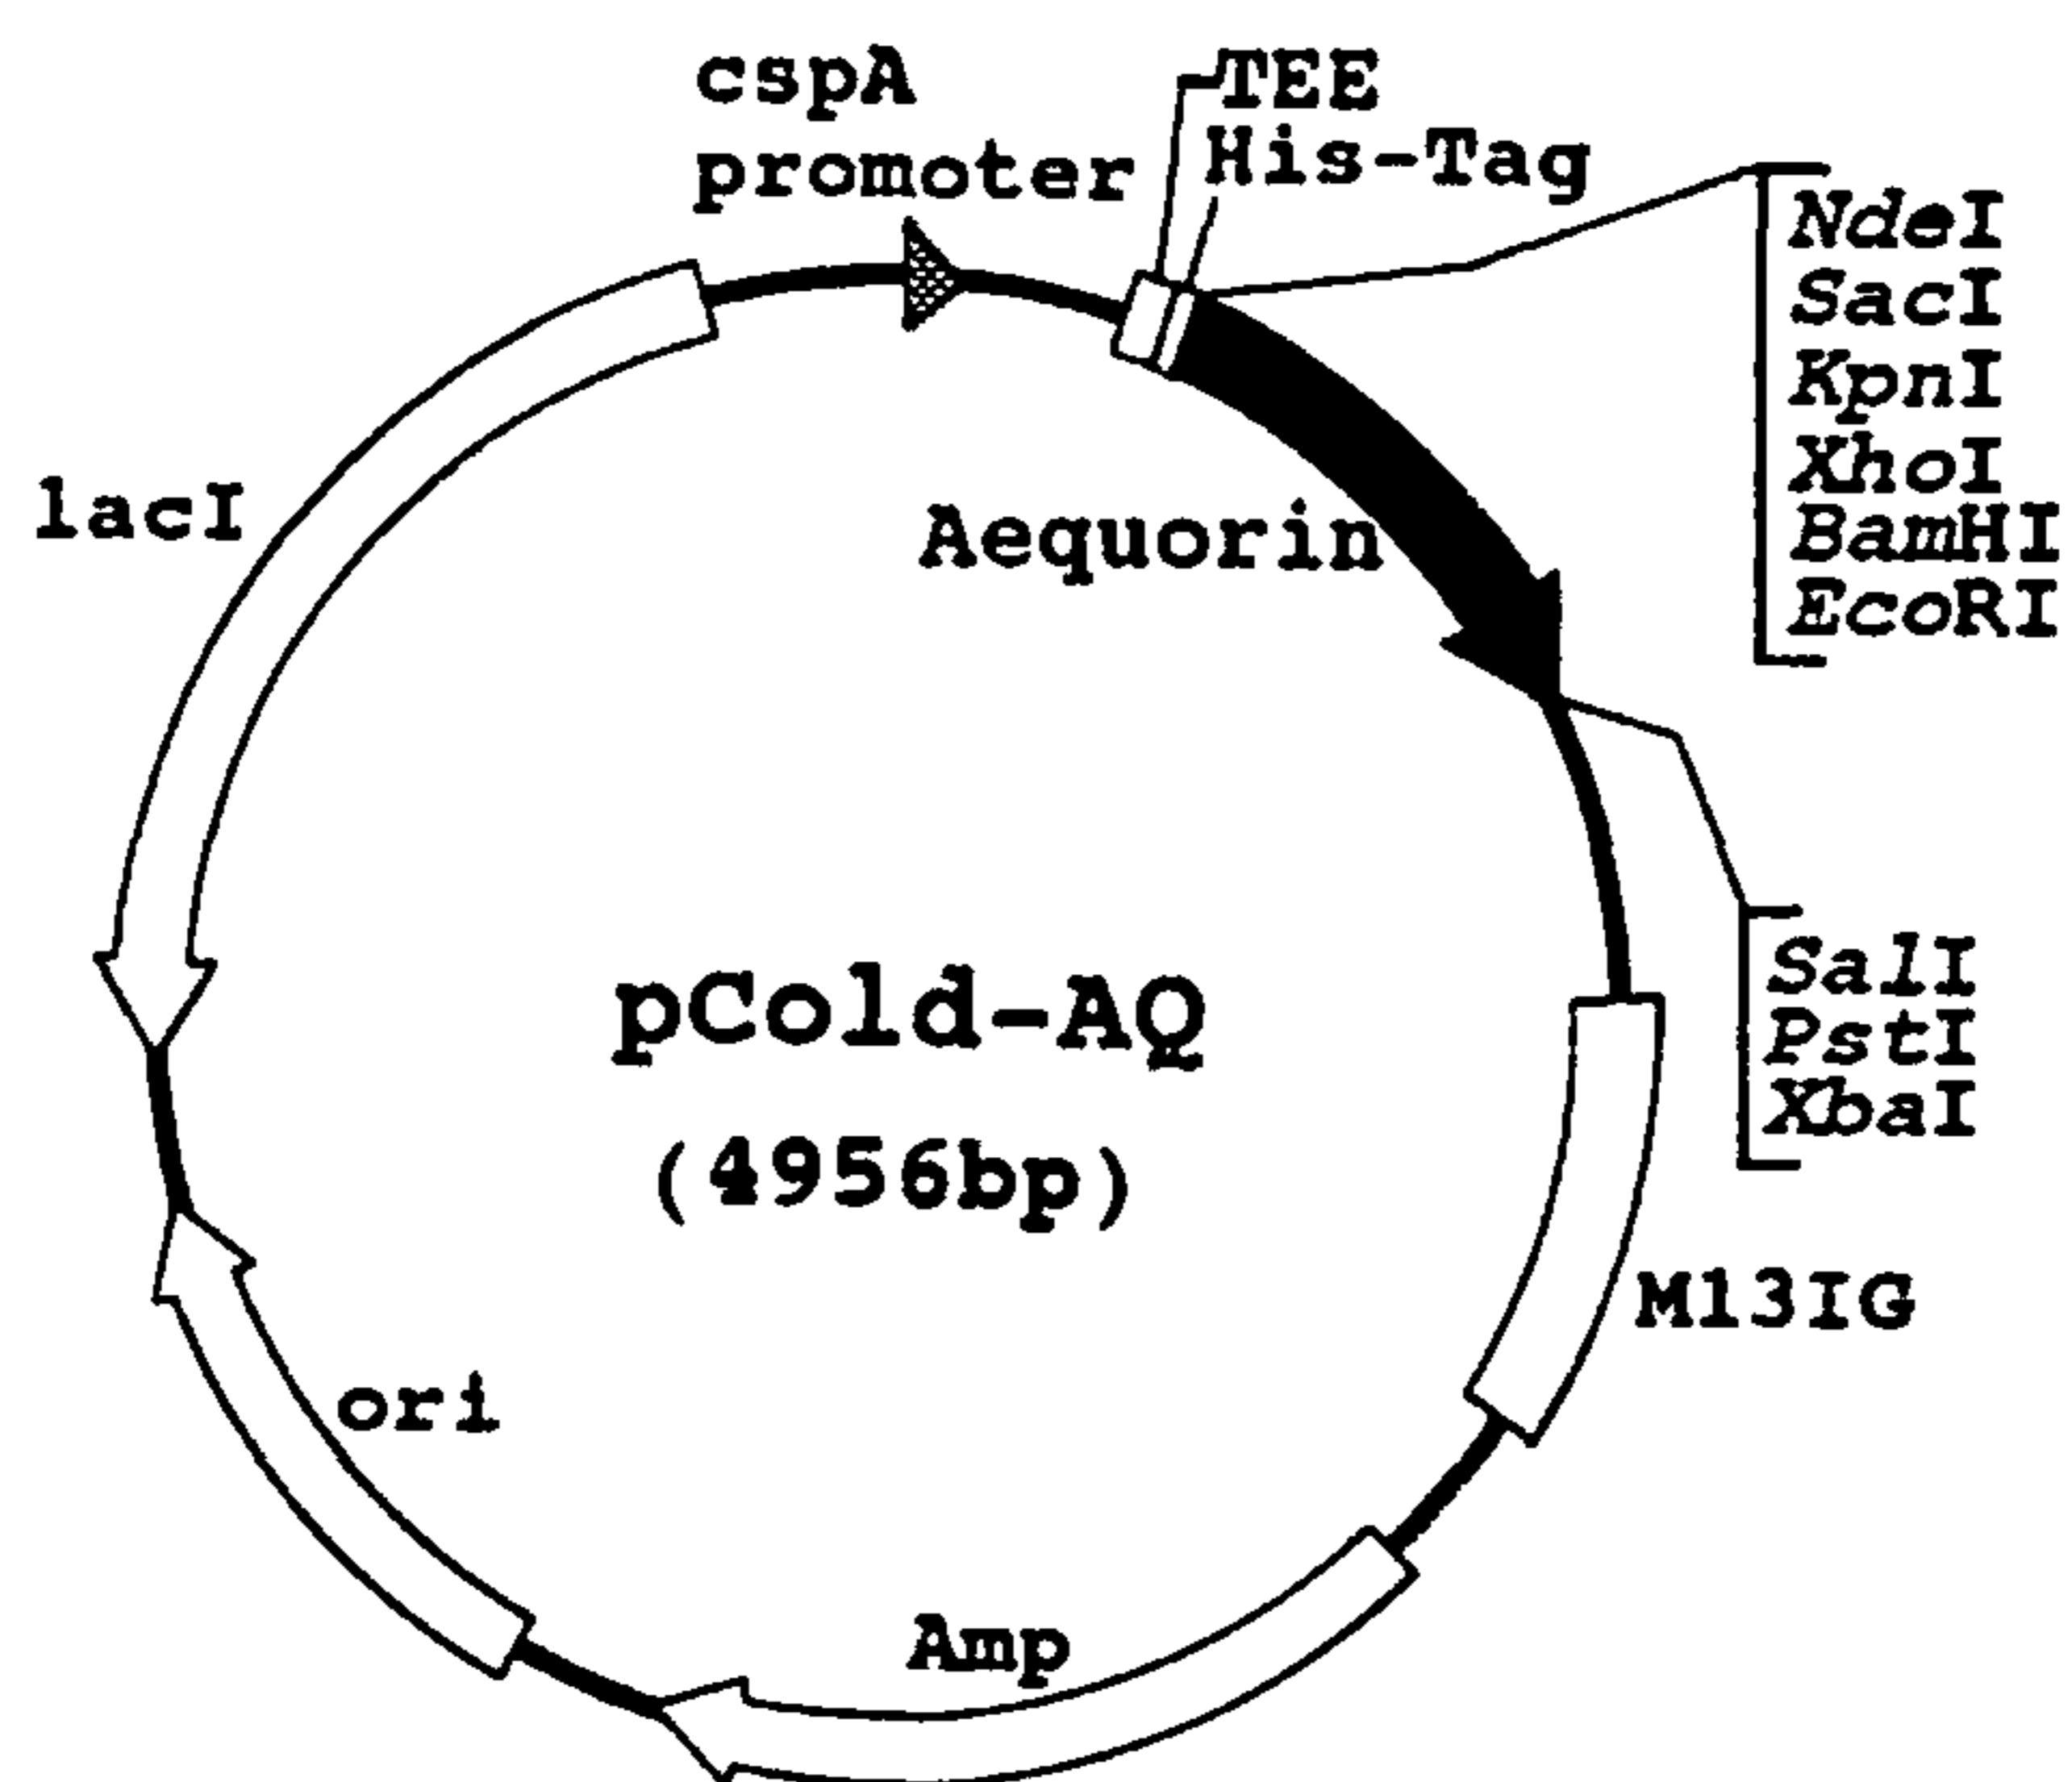 cspA
promoter
TEE
His-Tag
NdeI
SacI
KpnI
XhoI
BamHI
EcoRI
lacI
Aequorin
pCold-AQ
(4956bp)
SalI
PstI
XbaI
M13IG
ori
Amp